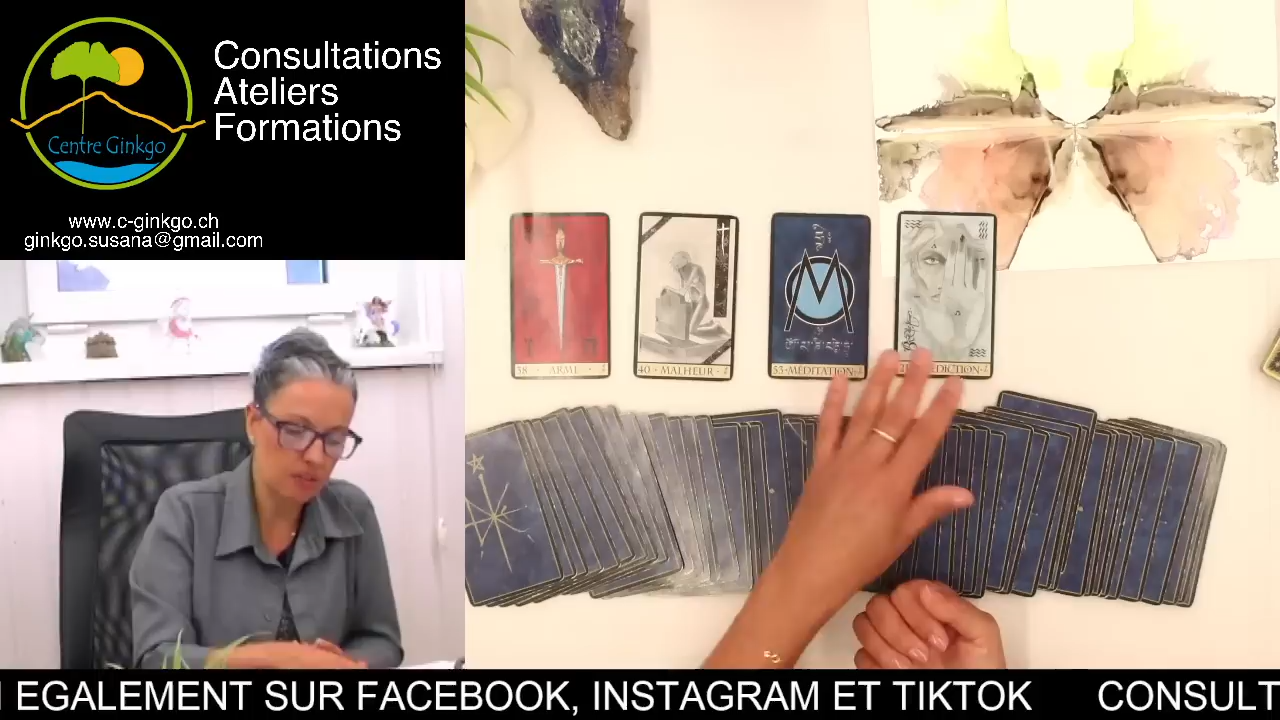 Consultations
Ateliers
Formations
Centre Ginkgo
www.c-ginkgo.ch
ginkgo.susana@gmail.com
38 · ARME ·
40 · MALHEUR ·
53·MÉDITATION·
EGALEMENT SUR FACEBOOK, INSTAGRAM ET TIKTOK CONSULT